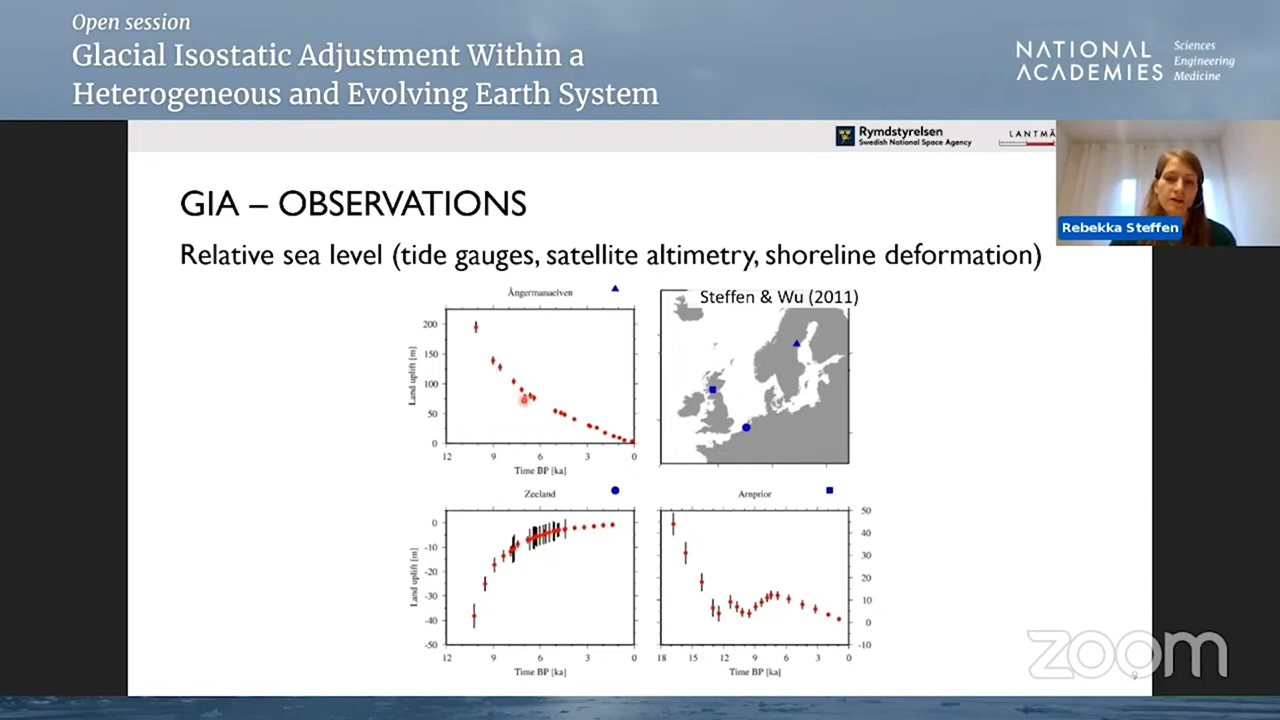 Open session
Glacial Isostatic Adjustment Within a
Heterogeneous and Evolving Earth System
NATIONAL
ACADEMIES
Sciences
Engineering
Medicine
Rymdstyrelsen
Swedish National Space Agency
LANTMÄ
Rebekka Steffen
GIA – OBSERVATIONS
Relative sea level (tide gauges, satellite altimetry, shoreline deformation)
Ångermanaelven
Steffen & Wu (2011)
Land uplift [m]
200
150
100
50
0
12 9 6 3 0
Time BP [ka]
Zeeland
Land uplift [m]
0
-10
-20
-30
-40
-50
12 9 6 3 0
Time BP [ka]
Arnprior
50
40
30
20
10
0
-10
18 15 12 9 6 3 0
Time BP [ka]
zoom
9